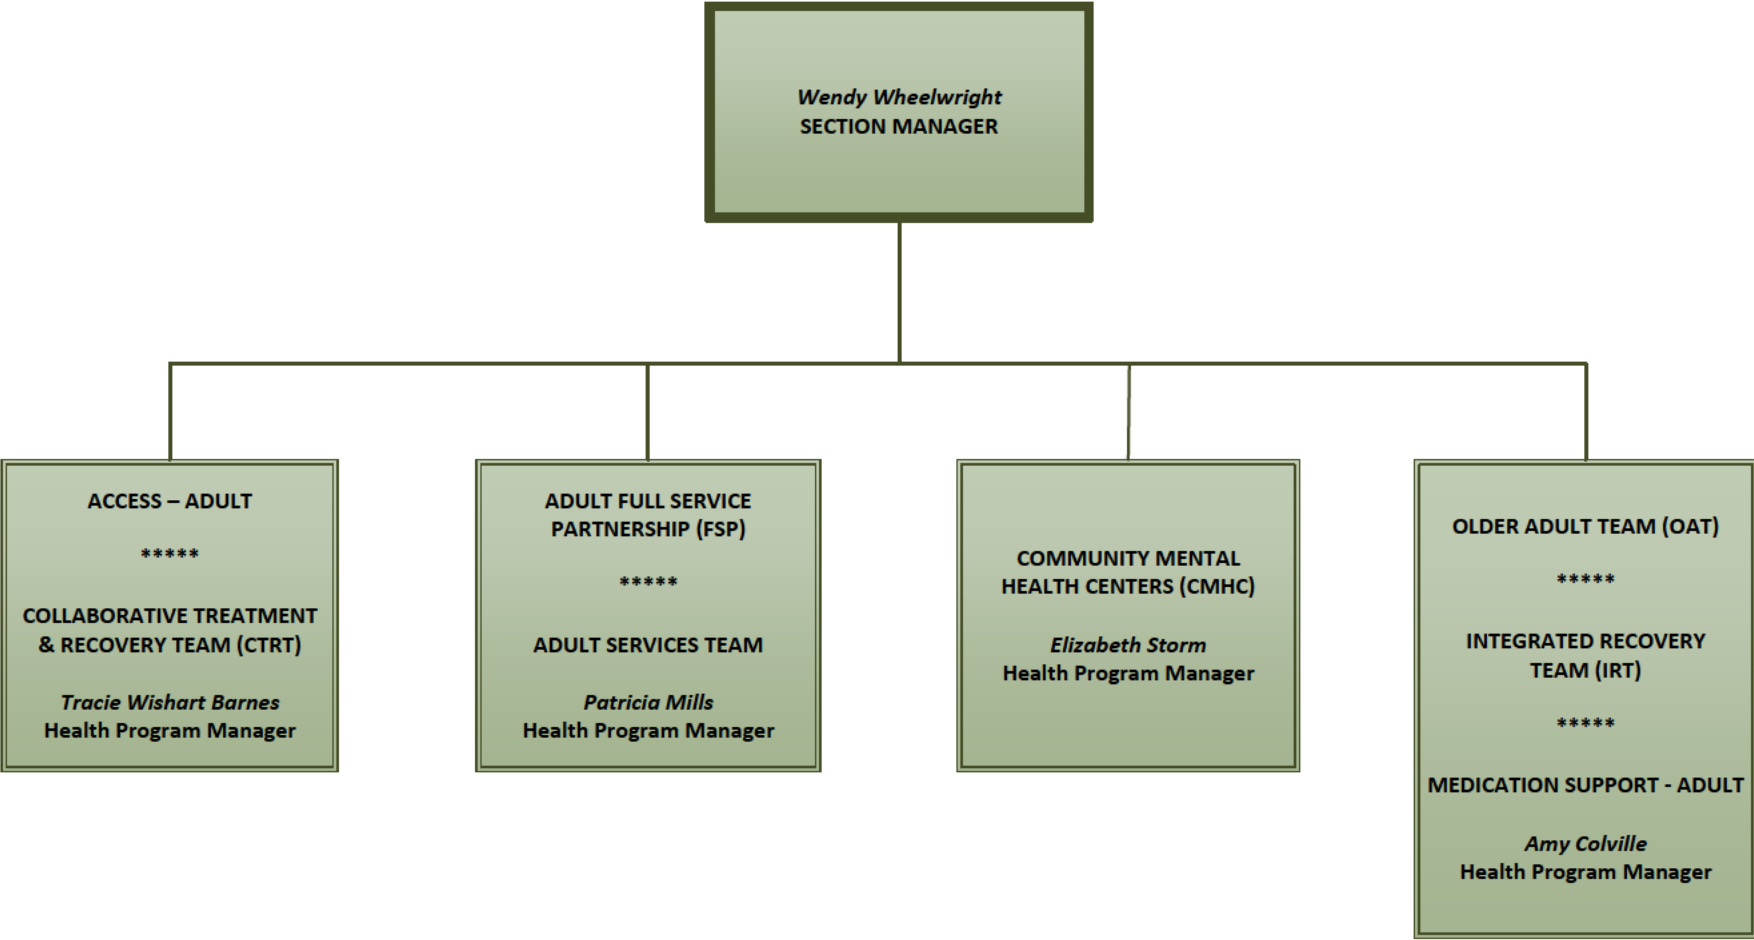 Wendy Wheelwright
SECTION MANAGER
ACCESS – ADULT
*****
COLLABORATIVE TREATMENT
& RECOVERY TEAM (CTRT)
Tracie Wishart Barnes
Health Program Manager
ADULT FULL SERVICE
PARTNERSHIP (FSP)
*****
ADULT SERVICES TEAM
Patricia Mills
Health Program Manager
COMMUNITY MENTAL
HEALTH CENTERS (CMHC)
Elizabeth Storm
Health Program Manager
OLDER ADULT TEAM (OAT)
*****
INTEGRATED RECOVERY
TEAM (IRT)
*****
MEDICATION SUPPORT - ADULT
Amy Colville
Health Program Manager